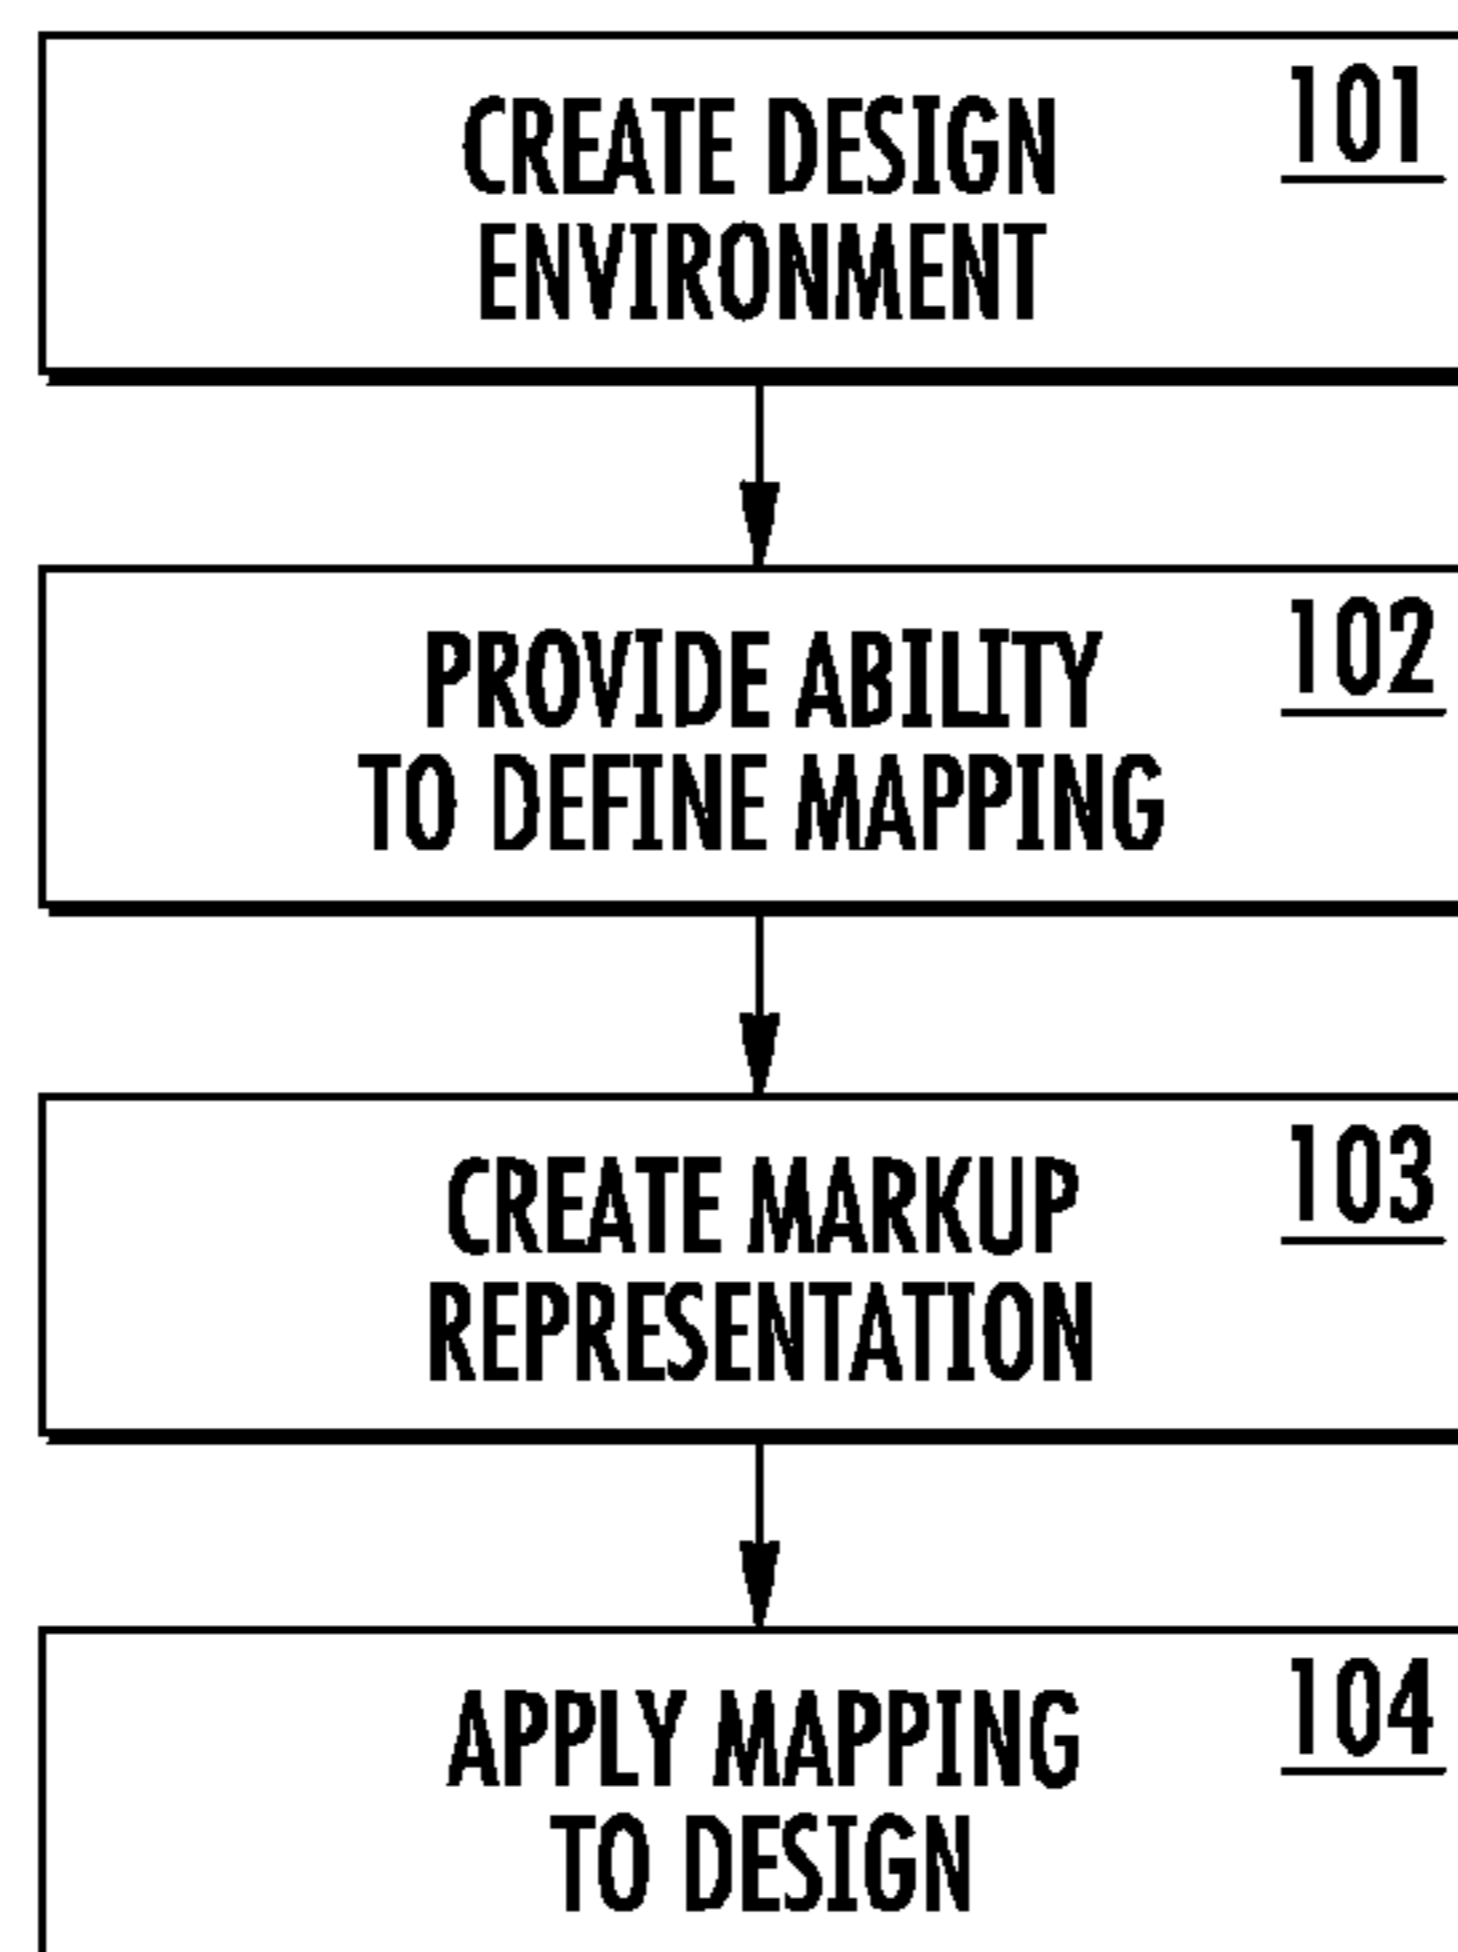 101
CREATE DESIGN
ENVIRONMENT
102
PROVIDE ABILITY
TO DEFINE MAPPING
103
CREATE MARKUP
REPRESENTATION
104
APPLY MAPPING
TO DESIGN